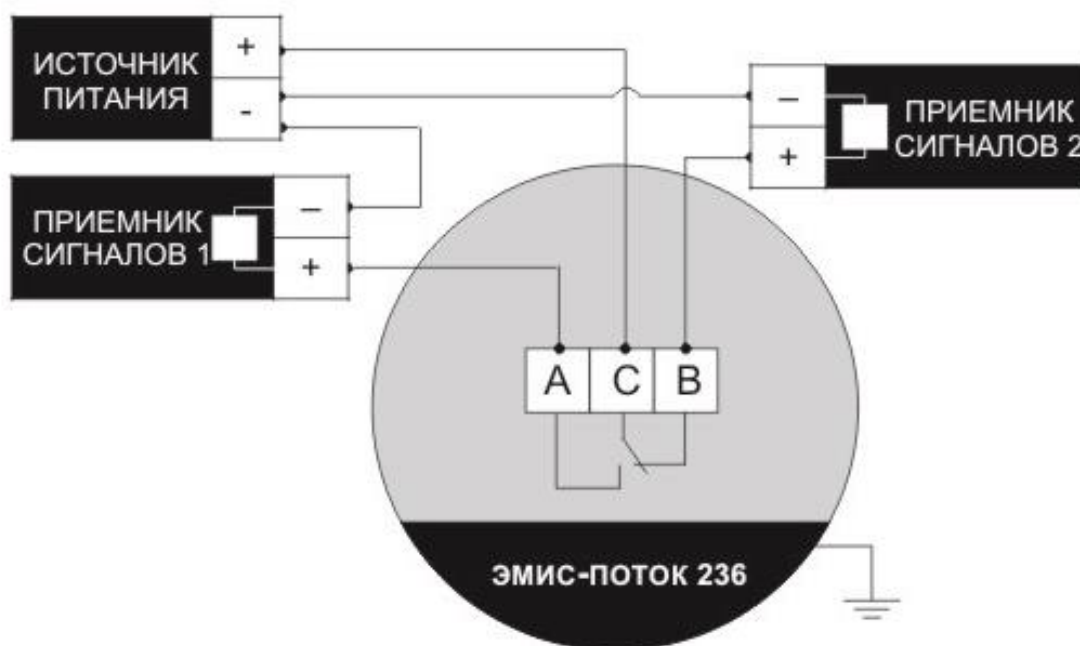 ИСТОЧНИК
ПИТАНИЯ
+
-
ПРИЕМНИК
СИГНАЛОВ 1
–
+
–
+
ПРИЕМНИК
СИГНАЛОВ 2
A C B
ЭМИС-ПОТОК 236